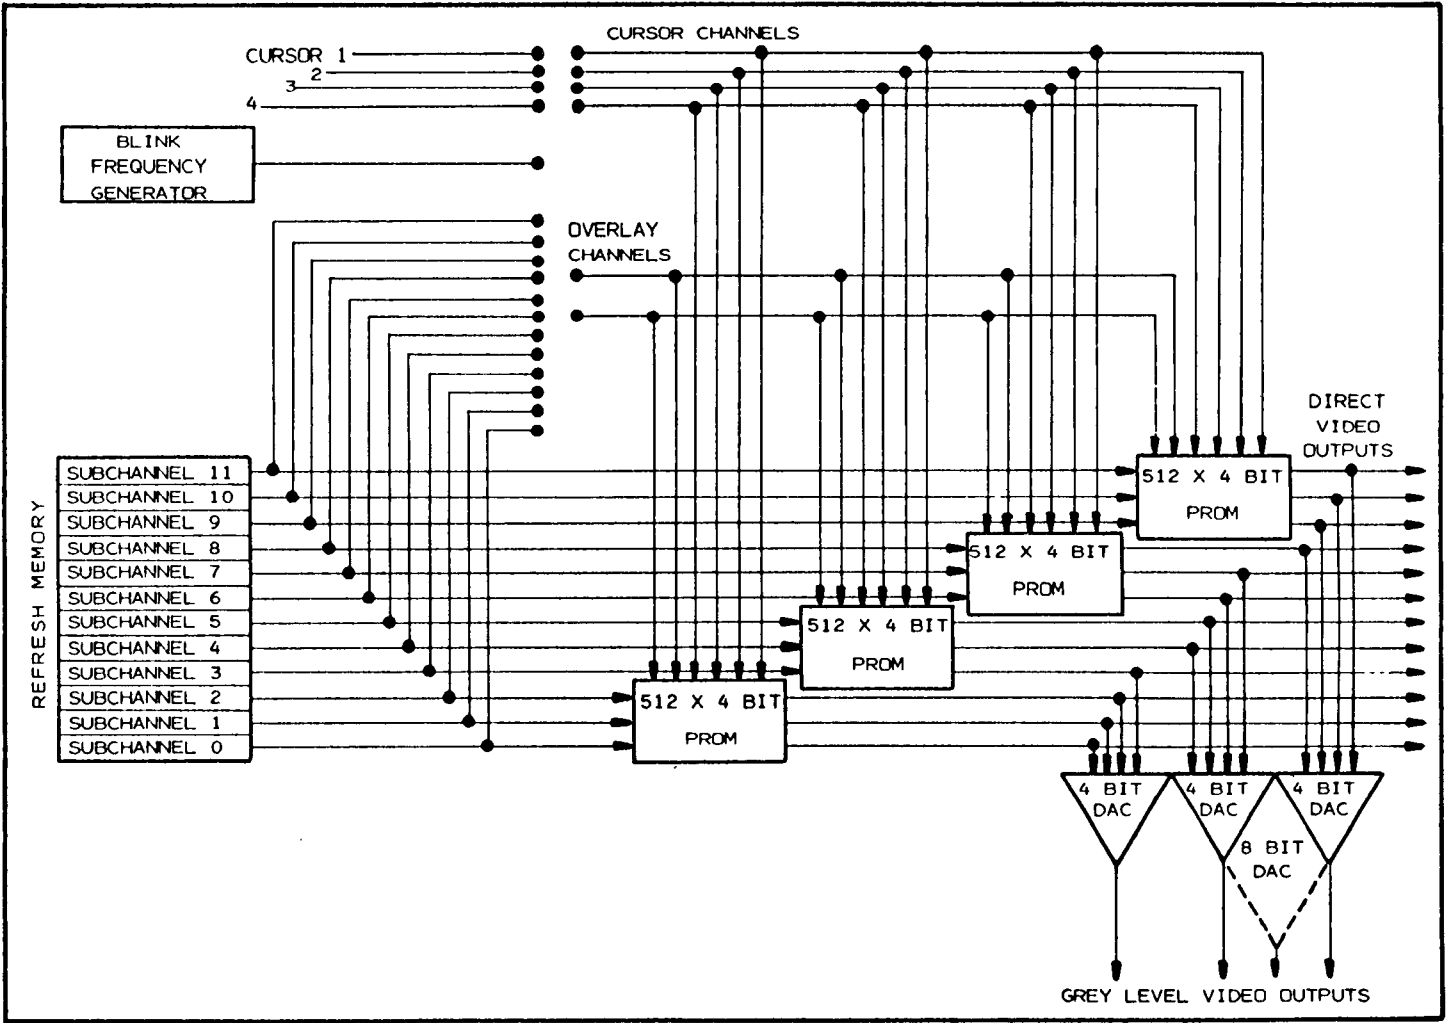 CURSOR CHANNELS
CURSOR 1
2
3
4
BLINK
FREQUENCY
GENERATOR
OVERLAY
CHANNELS
DIRECT
VIDEO
OUTPUTS
REFRESH MEMORY
SUBCHANNEL 11
SUBCHANNEL 10
SUBCHANNEL 9
SUBCHANNEL 8
SUBCHANNEL 7
SUBCHANNEL 6
SUBCHANNEL 5
SUBCHANNEL 4
SUBCHANNEL 3
SUBCHANNEL 2
SUBCHANNEL 1
SUBCHANNEL 0
512 X 4 BIT
PROM
512 X 4 BIT
PROM
512 X 4 BIT
PROM
512 X 4 BIT
PROM
4 BIT
DAC
4 BIT
DAC
4 BIT
DAC
8 BIT
DAC
GREY LEVEL VIDEO OUTPUTS